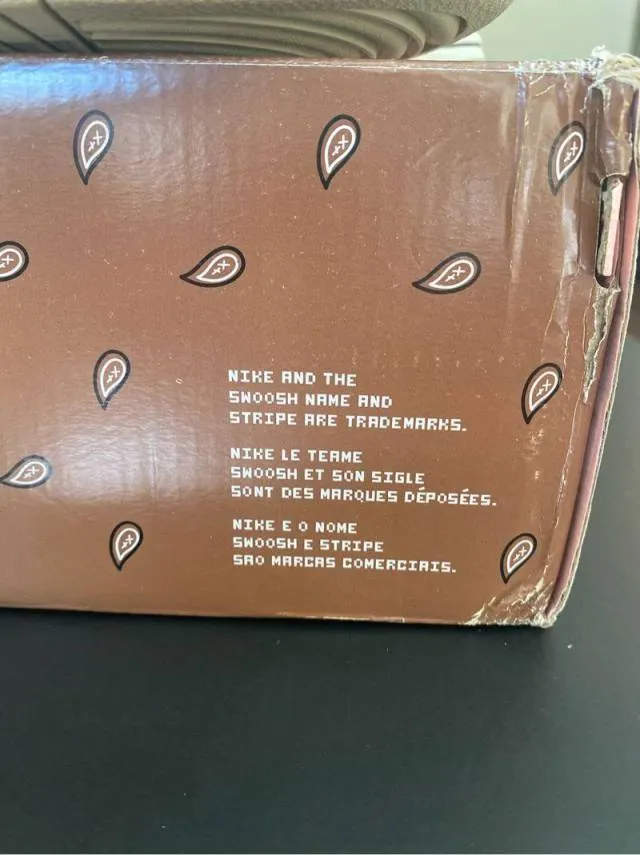 NIKE AND THE
SWOOSH NAME AND
STRIPE ARE TRADEMARKS.
NIKE LE TERME
SWOOSH ET SON SIGLE
SONT DES MARQUES DÉPOSÉES.
NIKE E O NOME
SWOOSH E STRIPE
SAO MARCAS COMERCIAIS.